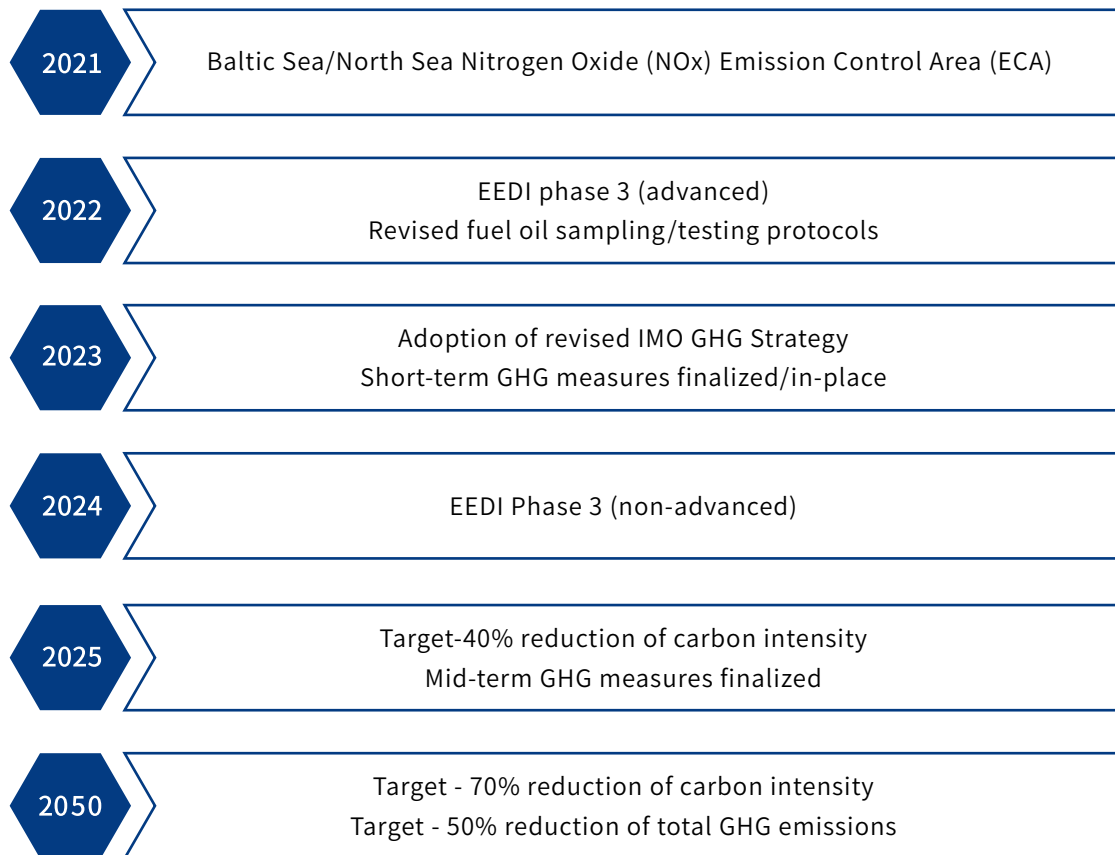 2021
Baltic Sea/North Sea Nitrogen Oxide (NOx) Emission Control Area (ECA)
2022
EEDI phase 3 (advanced)
Revised fuel oil sampling/testing protocols
2023
Adoption of revised IMO GHG Strategy
Short-term GHG measures finalized/in-place
2024
EEDI Phase 3 (non-advanced)
2025
Target-40% reduction of carbon intensity
Mid-term GHG measures finalized
2050
Target - 70% reduction of carbon intensity
Target - 50% reduction of total GHG emissions